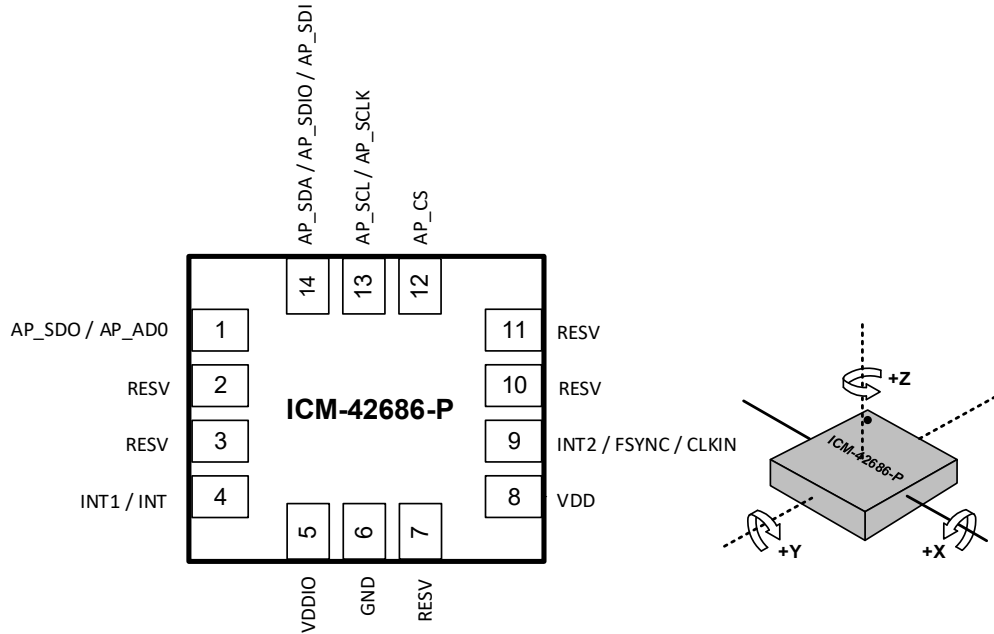 AP_SDA / AP_SDIO / AP_SDI
AP_SCL / AP_SCLK
AP_CS
14
13
12
AP_SDO / AP_AD0
1
11
RESV
RESV
2
10
RESV
ICM-42686-P
RESV
3
9
INT2 / FSYNC / CLKIN
INT1 / INT
4
8
VDD
5
6
7
VDDIO
GND
RESV
+Z
ICM-42686-P
+Y
+X